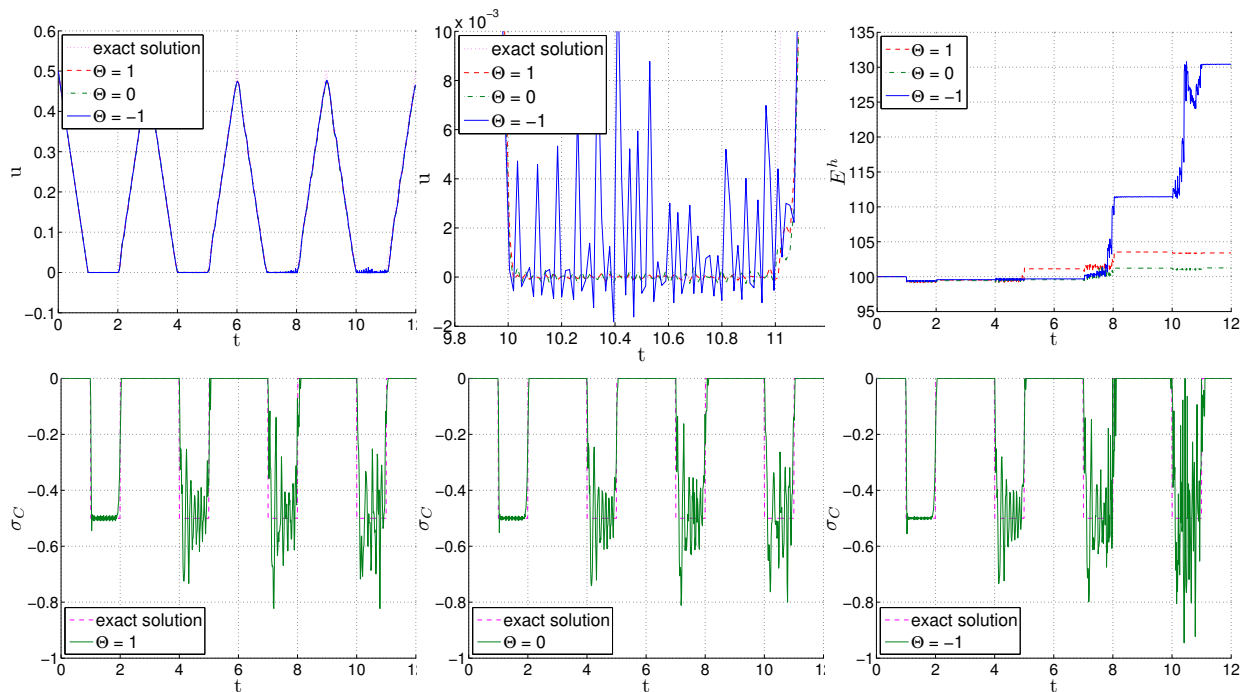 0.6
0.5
0.4
0.3
0.2
0.1
0
−0.1
0 2 4 6 8 10 12
u
t
exact solution
Θ = 1
Θ = 0
Θ = −1
x 10⁻³
8
6
4
2
0
−2
9.8 10 10.2 10.4 10.6 10.8 11
u
t
exact solution
Θ = 1
Θ = 0
Θ = −1
135
130
125
120
115
110
105
100
95
0 2 4 6 8 10 12
Eʰ
t
Θ = 1
Θ = 0
Θ = −1
0
−0.2
−0.4
−0.6
−0.8
−1
0 2 4 6 8 10 12
σ_C
t
exact solution
Θ = 1
0
−0.2
−0.4
−0.6
−0.8
−1
0 2 4 6 8 10 12
σ_C
t
exact solution
Θ = 0
0
−0.2
−0.4
−0.6
−0.8
−1
0 2 4 6 8 10 12
σ_C
t
exact solution
Θ = −1